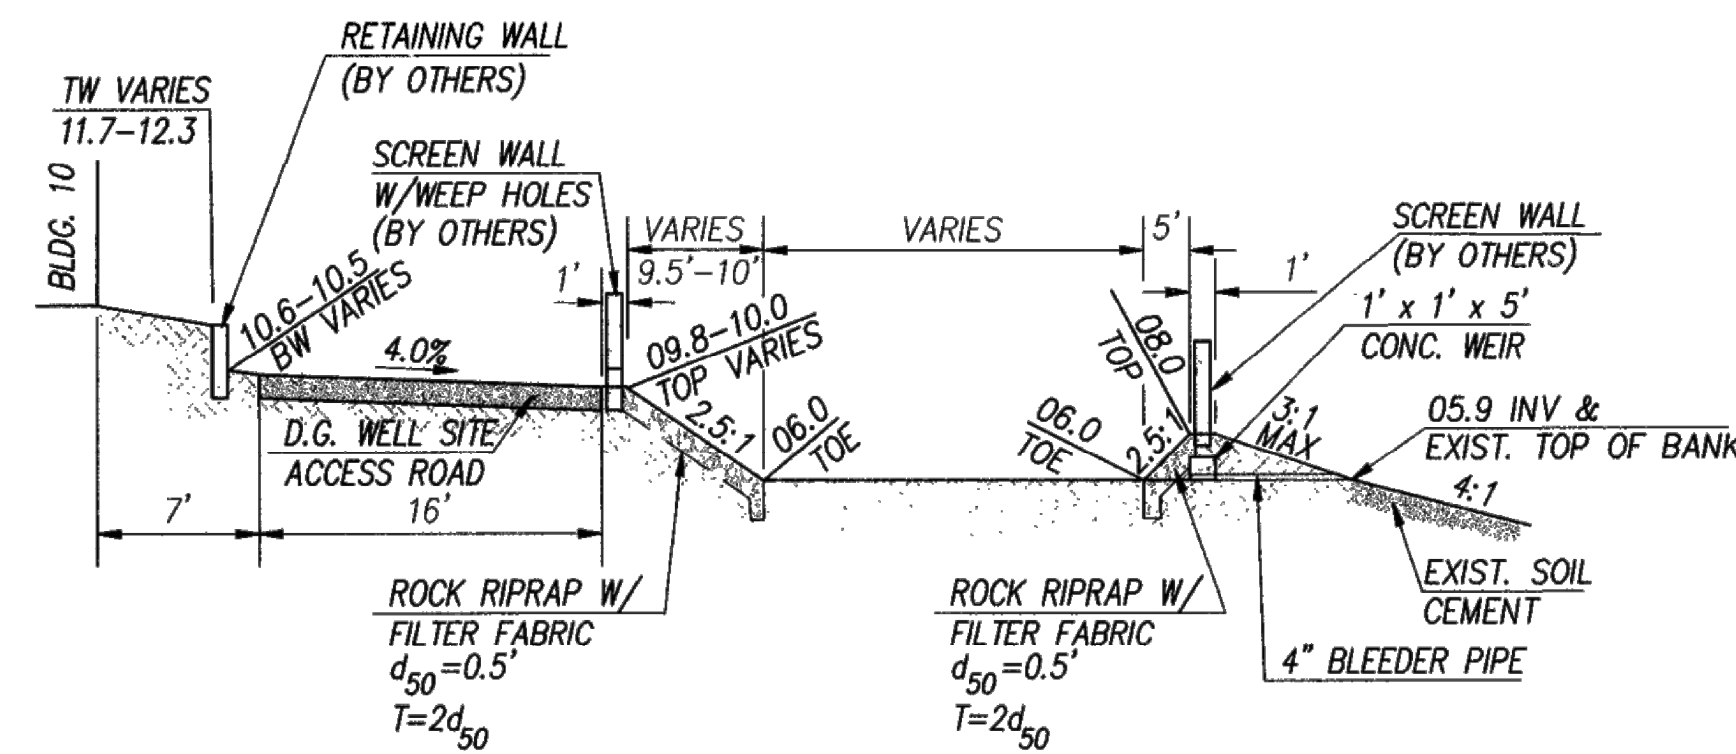 RETAINING WALL
(BY OTHERS)
TW VARIES
11.7-12.3
BLDG. 10
SCREEN WALL
W/WEEP HOLES
(BY OTHERS)
10.6-10.5
BW VARIES
4.0%
1'
VARIES
9.5'-10'
VARIES
5'
SCREEN WALL
(BY OTHERS)
1'
1' x 1' x 5'
CONC. WEIR
09.8-10.0
TOP VARIES
2.5:1
06.0
TOE
08.0
TOP
06.0
TOE
2.5:1
3:1
MAX
05.9 INV &
EXIST. TOP OF BANK
4:1
D.G. WELL SITE
ACCESS ROAD
7'
16'
ROCK RIPRAP W/
FILTER FABRIC
d50=0.5'
T=2d50
ROCK RIPRAP W/
FILTER FABRIC
d50=0.5'
T=2d50
EXIST. SOIL
CEMENT
4" BLEEDER PIPE